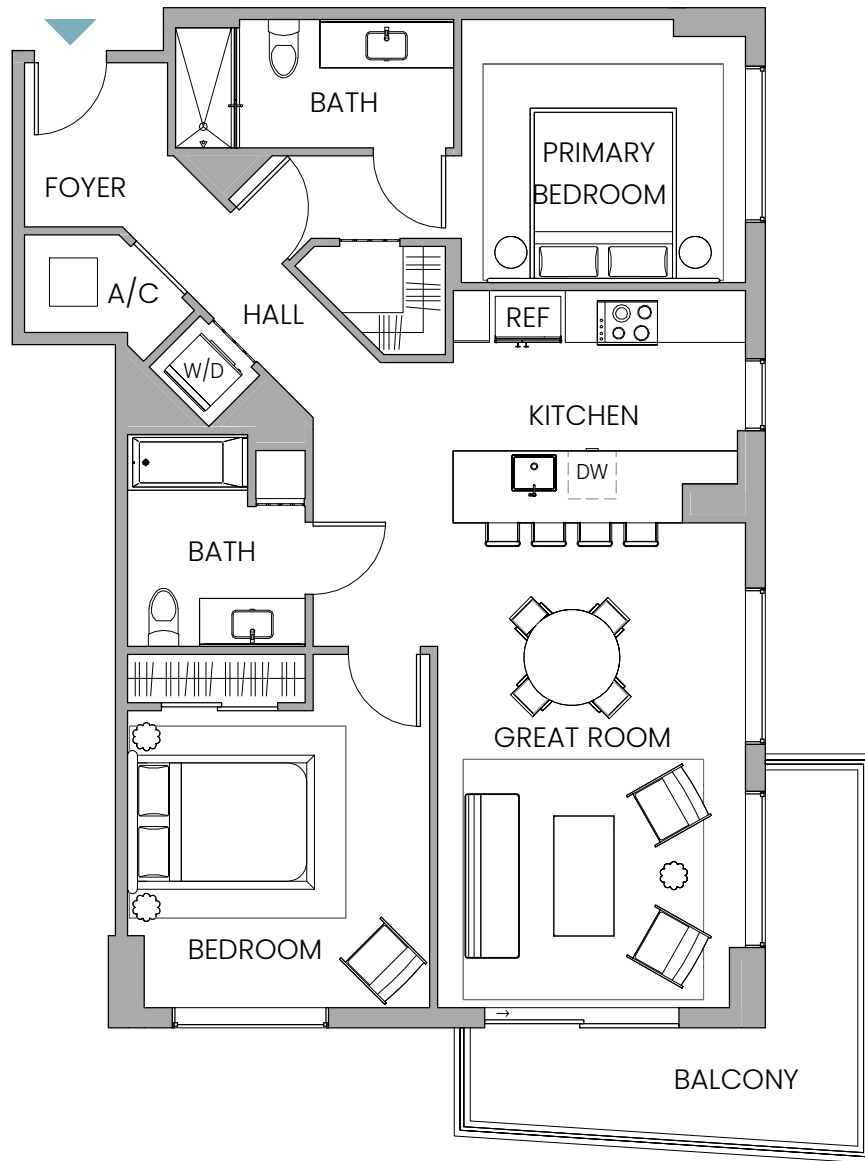 BATH
PRIMARY
BEDROOM
FOYER
A/C
HALL
REF
W/D
KITCHEN
DW
BATH
GREAT ROOM
BEDROOM
BALCONY